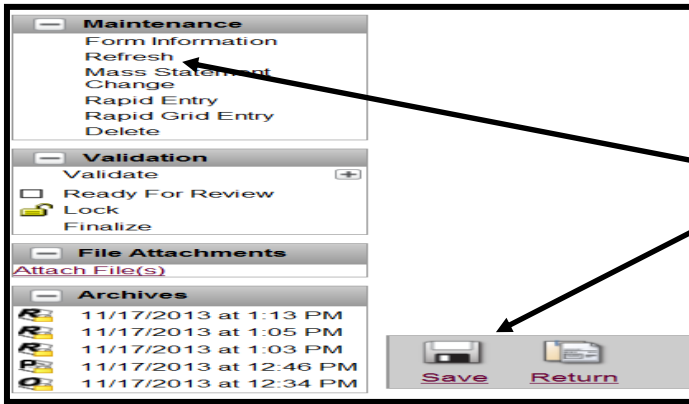 Maintenance
Form Information
Refresh
Mass Statement
Change
Rapid Entry
Rapid Grid Entry
Delete
Validation
Validate
Ready For Review
Lock
Finalize
File Attachments
Attach File(s)
Archives
R 11/17/2013 at 1:13 PM
R 11/17/2013 at 1:05 PM
R 11/17/2013 at 1:03 PM
P 11/17/2013 at 12:46 PM
O 11/17/2013 at 12:34 PM
Save Return